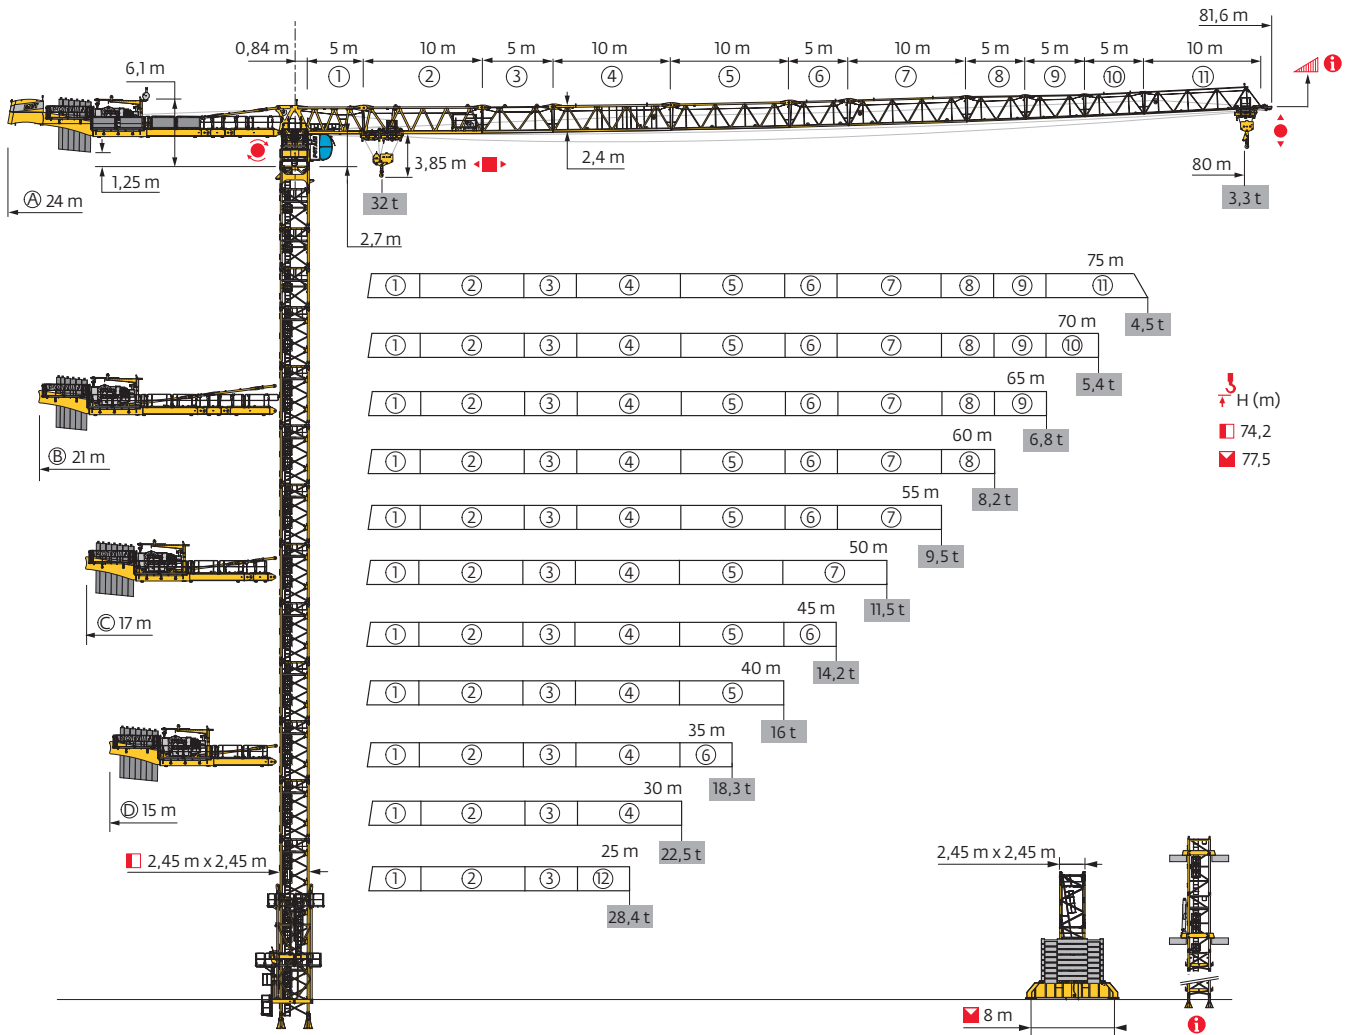 81,6 m
0,84 m 5 m 10 m 5 m 10 m 10 m 5 m 10 m 5 m 5 m 5 m 10 m
6,1 m ① ② ③ ④ ⑤ ⑥ ⑦ ⑧ ⑨ ⑩ ⑪ i
1,25 m 3,85 m 2,4 m 80 m
Ⓐ 24 m 32 t 3,3 t
2,7 m
75 m
① ② ③ ④ ⑤ ⑥ ⑦ ⑧ ⑨ ⑪
4,5 t
70 m
① ② ③ ④ ⑤ ⑥ ⑦ ⑧ ⑨ ⑩
5,4 t
65 m
① ② ③ ④ ⑤ ⑥ ⑦ ⑧ ⑨
6,8 t
H (m)
74,2
77,5
Ⓑ 21 m
60 m
① ② ③ ④ ⑤ ⑥ ⑦ ⑧
8,2 t
55 m
① ② ③ ④ ⑤ ⑥ ⑦
9,5 t
50 m
① ② ③ ④ ⑤ ⑦
11,5 t
Ⓒ 17 m
45 m
① ② ③ ④ ⑤ ⑥
14,2 t
40 m
① ② ③ ④ ⑤
16 t
35 m
① ② ③ ④ ⑥
18,3 t
Ⓓ 15 m
30 m
① ② ③ ④
22,5 t
2,45 m x 2,45 m
25 m
① ② ③ ⑫
28,4 t
2,45 m x 2,45 m
8 m
i